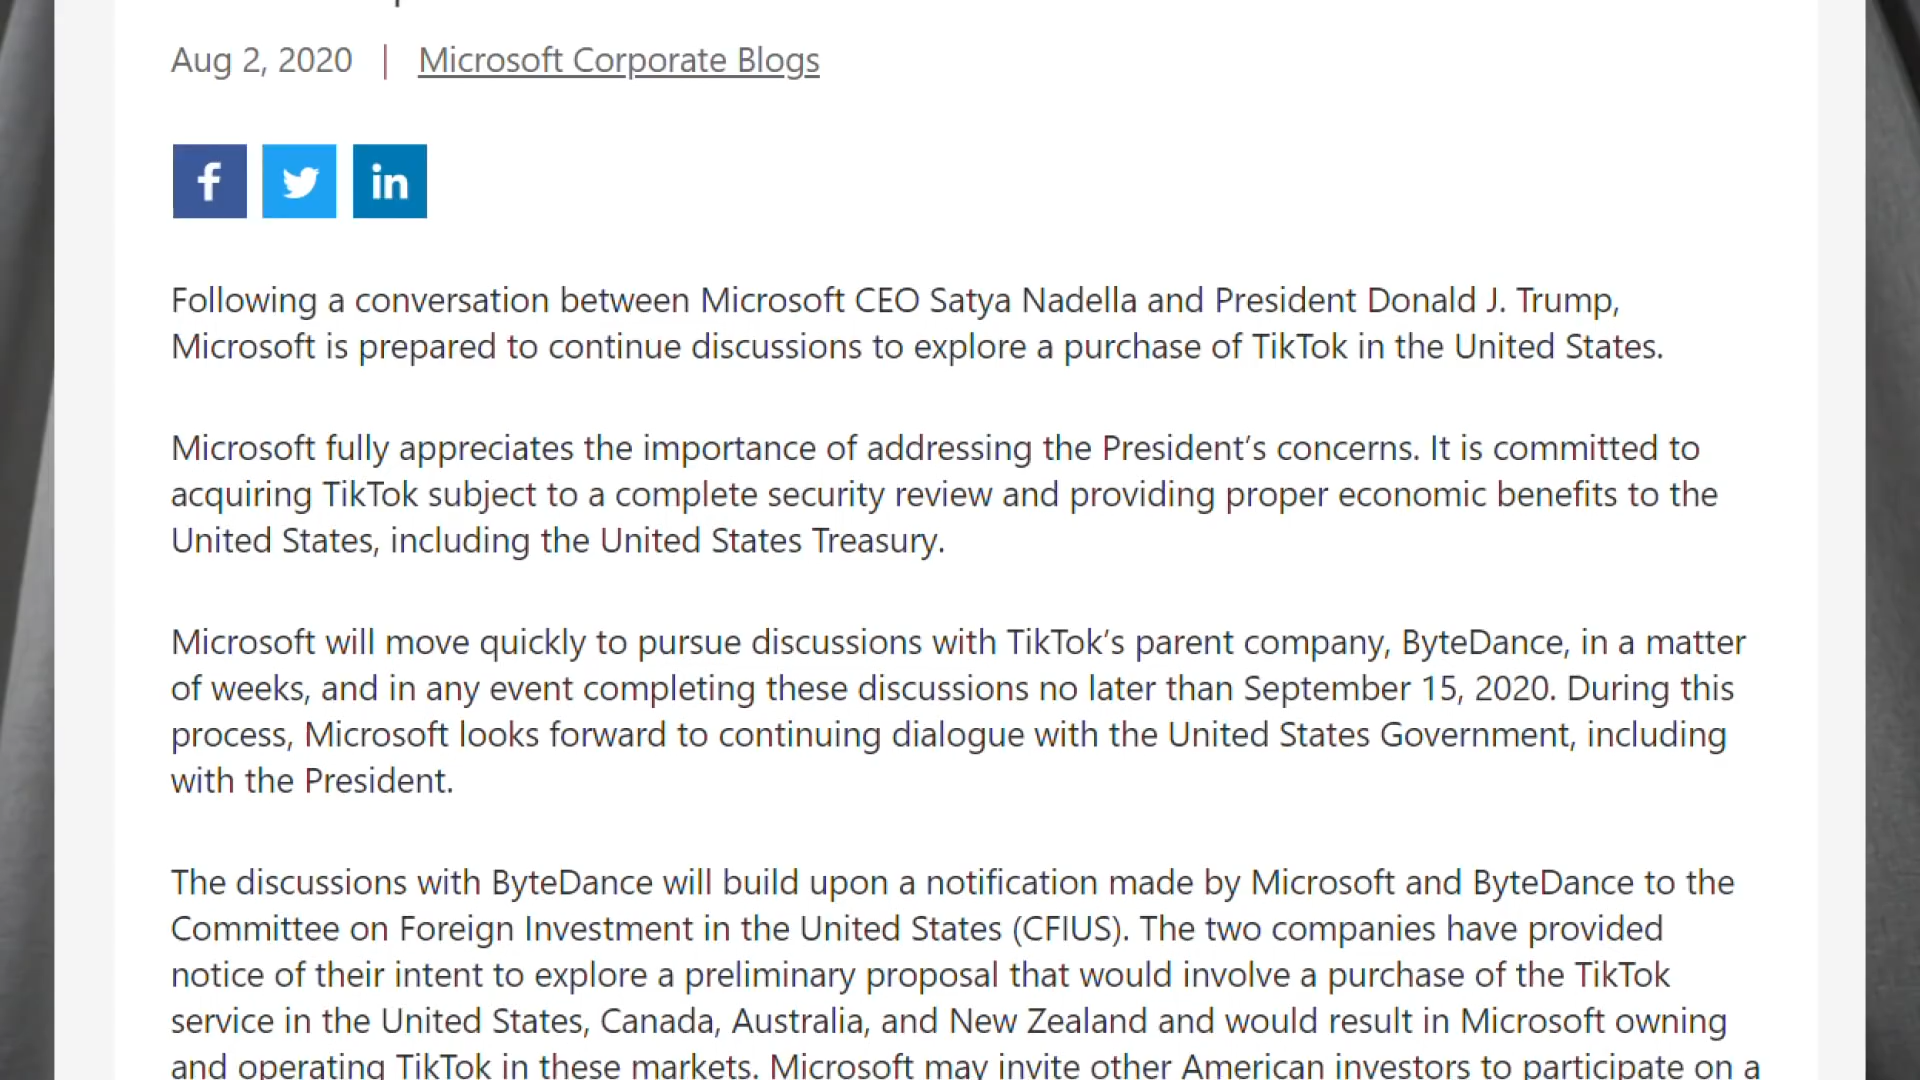 Aug 2, 2020 | Microsoft Corporate Blogs
f in
Following a conversation between Microsoft CEO Satya Nadella and President Donald J. Trump,
Microsoft is prepared to continue discussions to explore a purchase of TikTok in the United States.
Microsoft fully appreciates the importance of addressing the President’s concerns. It is committed to
acquiring TikTok subject to a complete security review and providing proper economic benefits to the
United States, including the United States Treasury.
Microsoft will move quickly to pursue discussions with TikTok’s parent company, ByteDance, in a matter
of weeks, and in any event completing these discussions no later than September 15, 2020. During this
process, Microsoft looks forward to continuing dialogue with the United States Government, including
with the President.
The discussions with ByteDance will build upon a notification made by Microsoft and ByteDance to the
Committee on Foreign Investment in the United States (CFIUS). The two companies have provided
notice of their intent to explore a preliminary proposal that would involve a purchase of the TikTok
service in the United States, Canada, Australia, and New Zealand and would result in Microsoft owning
and operating TikTok in these markets. Microsoft may invite other American investors to participate on a